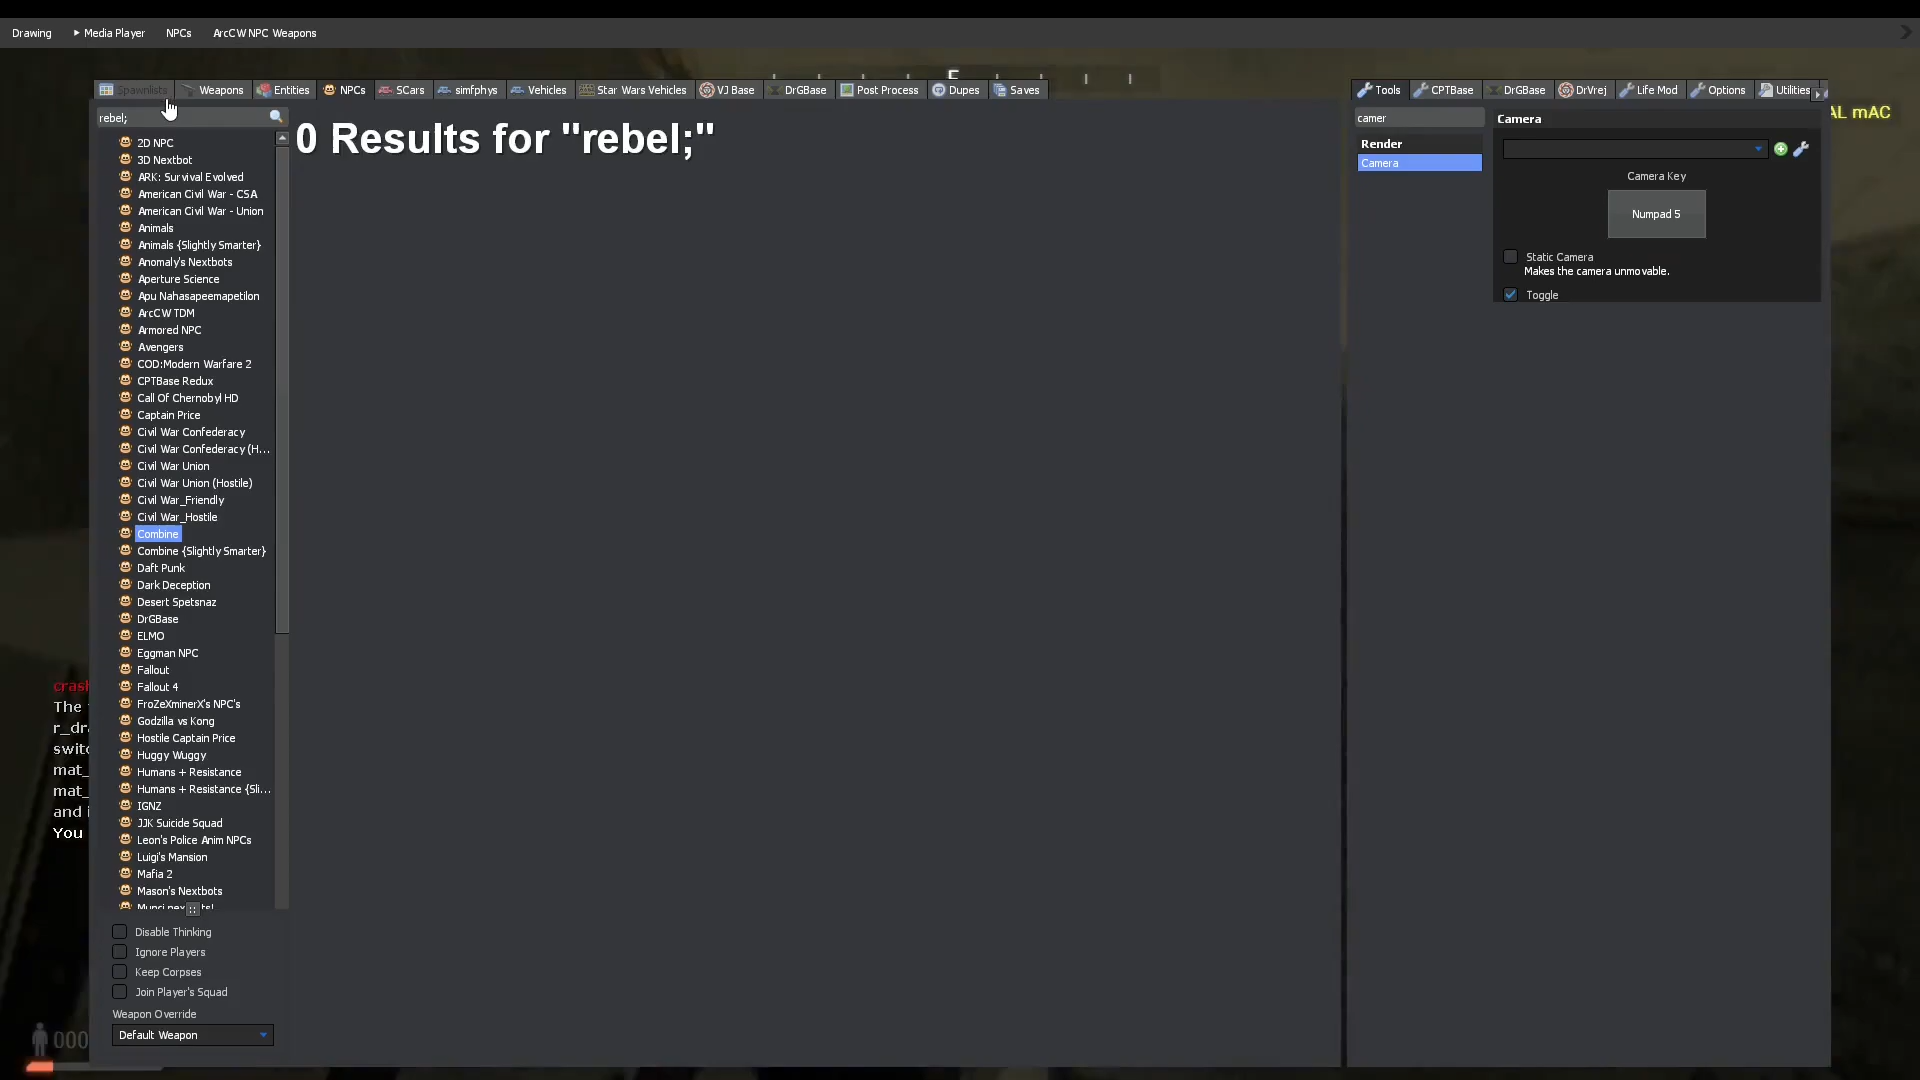 Drawing Media Player NPCs ArcCW NPC Weapons
Spawnlists Weapons Entities NPCs SCars simfphys Vehicles Star Wars Vehicles VJ Base DrGBase Post Process Dupes Saves
Tools CPTBase DrGBase DrVrej Life Mod Options Utilities
AL mAC
rebel;
0 Results for "rebel;"
2D NPC
3D Nextbot
ARK: Survival Evolved
American Civil War - CSA
American Civil War - Union
Animals
Animals {Slightly Smarter}
Anomaly's Nextbots
Aperture Science
Apu Nahasapeemapetilon
ArcCW TDM
Armored NPC
Avengers
COD:Modern Warfare 2
CPTBase Redux
Call Of Chernobyl HD
Captain Price
Civil War Confederacy
Civil War Confederacy (H...
Civil War Union
Civil War Union (Hostile)
Civil War_Friendly
Civil War_Hostile
Combine
Combine {Slightly Smarter}
Daft Punk
Dark Deception
Desert Spetsnaz
DrGBase
ELMO
Eggman NPC
Fallout
Fallout 4
FroZeXminerX's NPC's
Godzilla vs Kong
Hostile Captain Price
Huggy Wuggy
Humans + Resistance
Humans + Resistance {Sli...
IGNZ
JJK Suicide Squad
Leon's Police Anim NPCs
Luigi's Mansion
Mafia 2
Mason's Nextbots
Disable Thinking
Ignore Players
Keep Corpses
Join Player's Squad
Weapon Override
Default Weapon
camer
Render
Camera
Camera
Camera Key
Numpad 5
Static Camera
Makes the camera unmovable.
Toggle
crash
The
r_dra
switc
mat_
mat_
and i
You
000